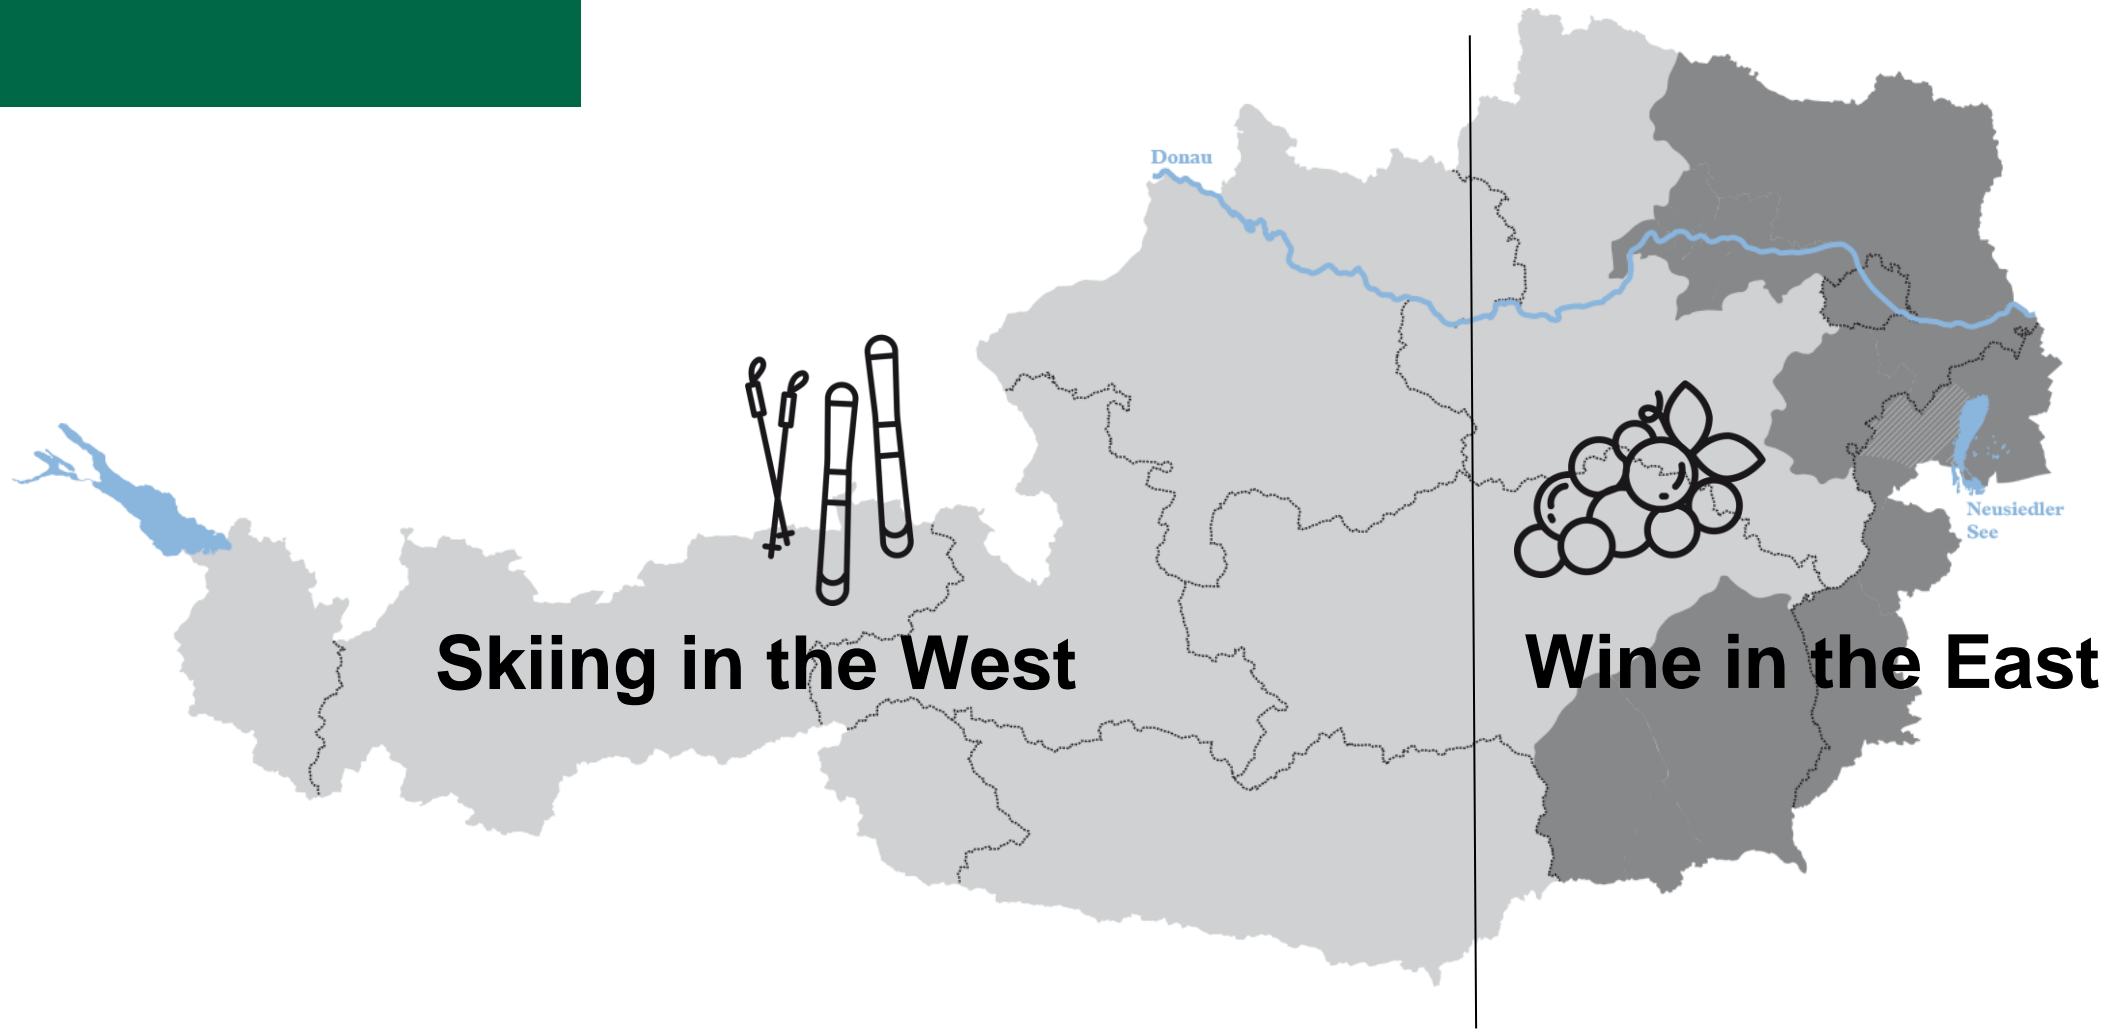 Donau
Neusiedler
See
Skiing in the West
Wine in the East